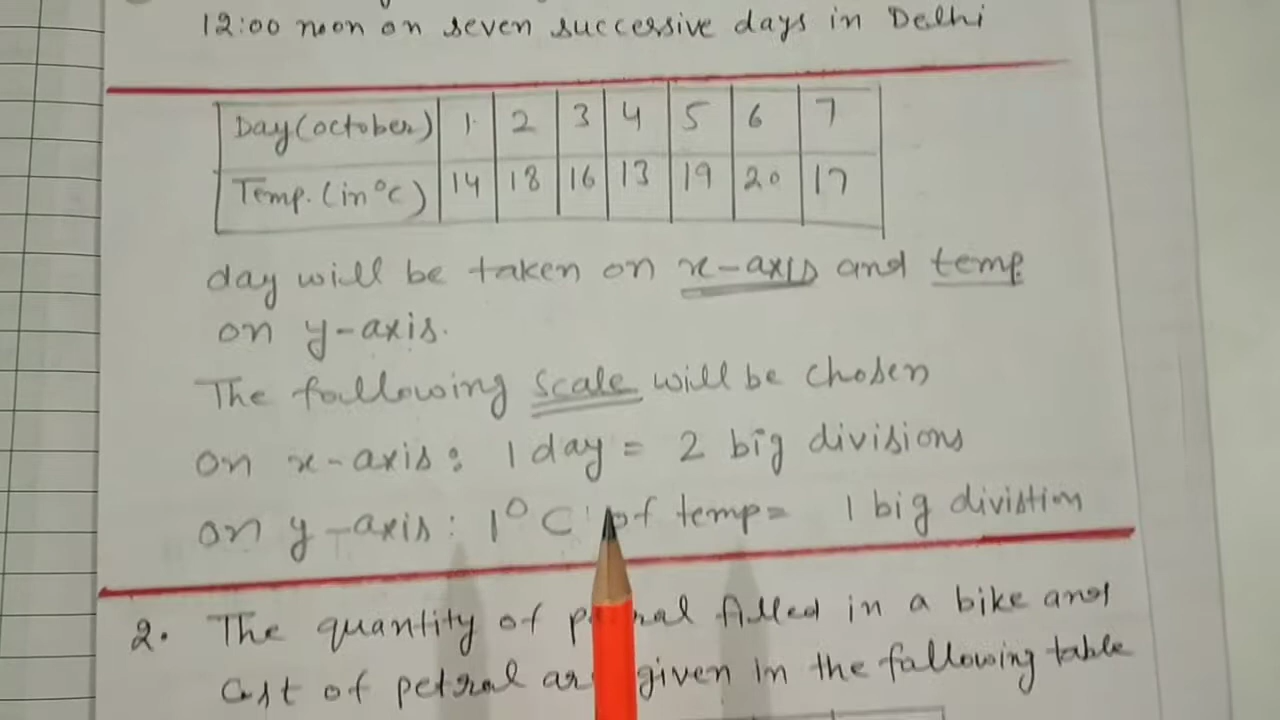 12:00 noon on seven successive days in Delhi
Day(october) 1 2 3 4 5 6 7
Temp. (in°c) 14 18 16 13 19 20 17
day will be taken on x-axis and temp
on y-axis.
The following scale will be chosen
on x-axis: 1 day = 2 big divisions
on y-axis: 1°C of temp= 1 big division
2. The quantity of filled in a bike and
cost of petral given in the following table